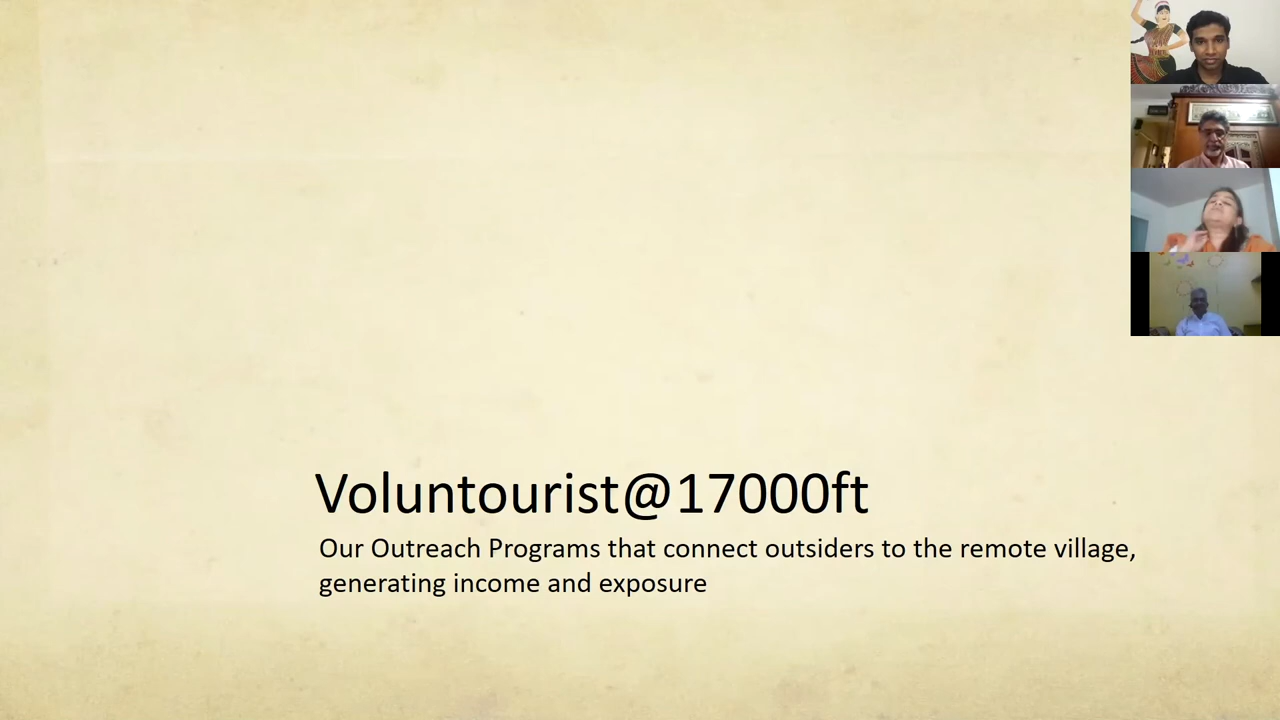 Voluntourist@17000ft
Our Outreach Programs that connect outsiders to the remote village,
generating income and exposure